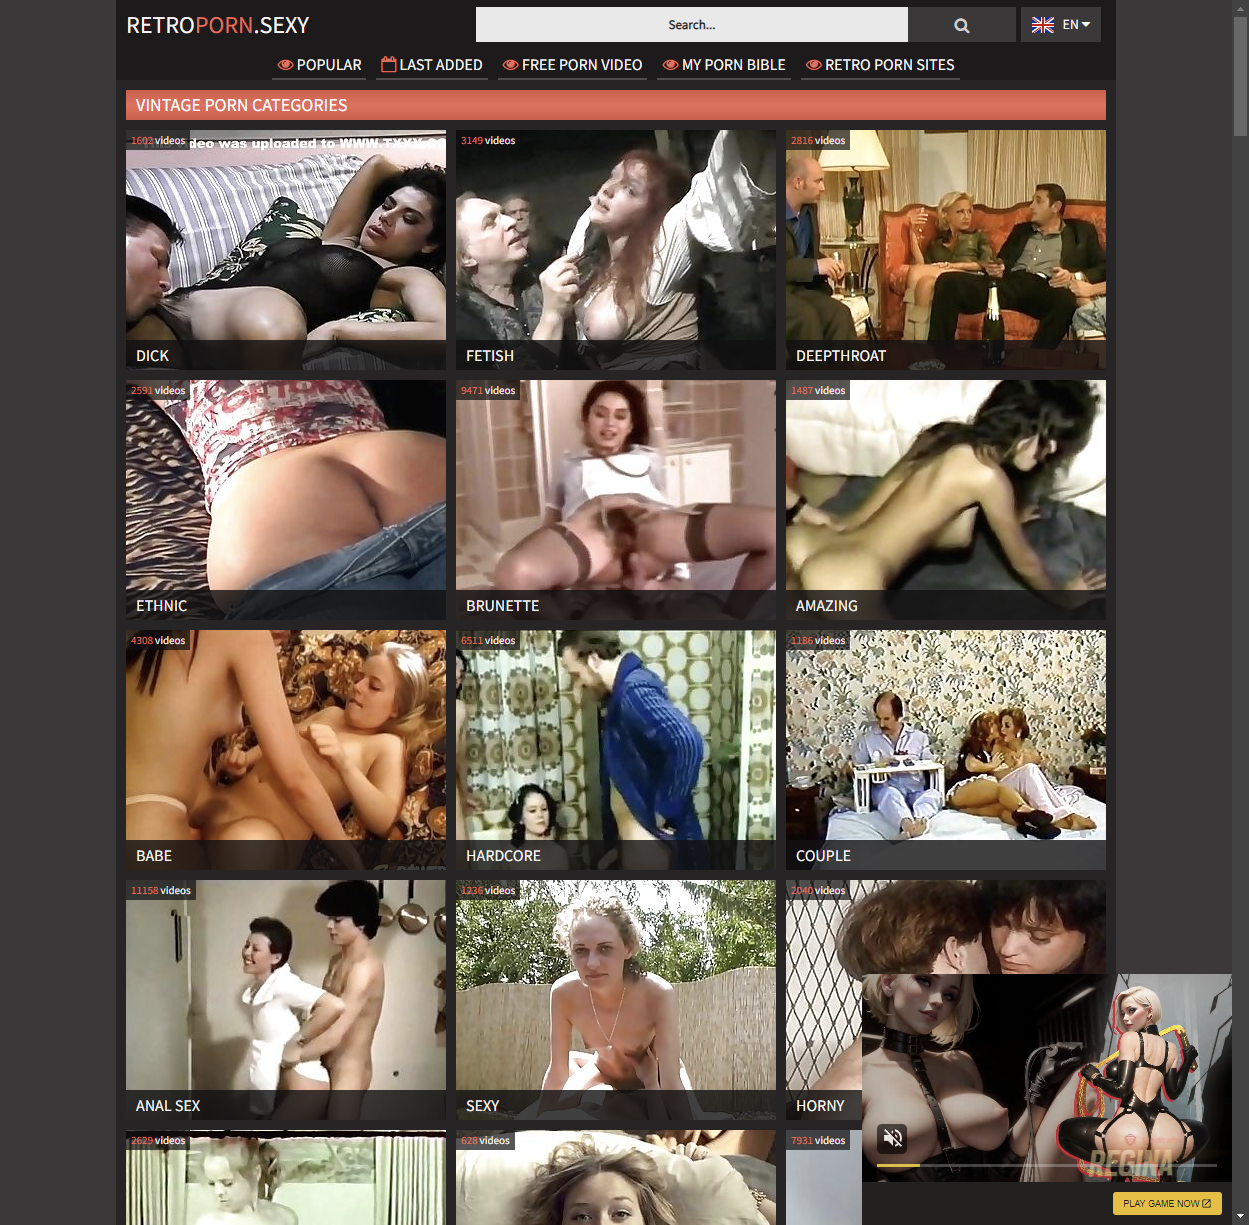 RETROPORN.SEXY
Search...
EN
POPULAR
LAST ADDED
FREE PORN VIDEO
MY PORN BIBLE
RETRO PORN SITES
VINTAGE PORN CATEGORIES
1602 videos
deo was uploaded to WWW.TXXX.CO
DICK
3149 videos
FETISH
2816 videos
DEEPTHROAT
2591 videos
ETHNIC
9471 videos
BRUNETTE
1487 videos
AMAZING
4308 videos
BABE
6511 videos
HARDCORE
1186 videos
COUPLE
11158 videos
ANAL SEX
1236 videos
SEXY
2040 videos
HORNY
2629 videos
628 videos
7931 videos
REGINA
PLAY GAME NOW